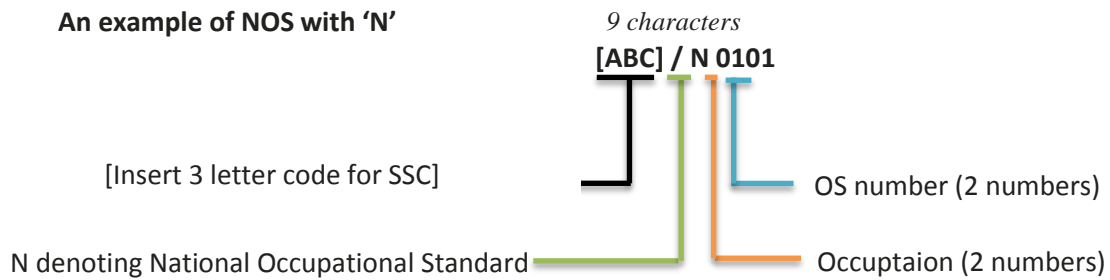 An example of NOS with ‘N’
9 characters
[ABC] / N 0101
[Insert 3 letter code for SSC]
OS number (2 numbers)
N denoting National Occupational Standard
Occuptaion (2 numbers)